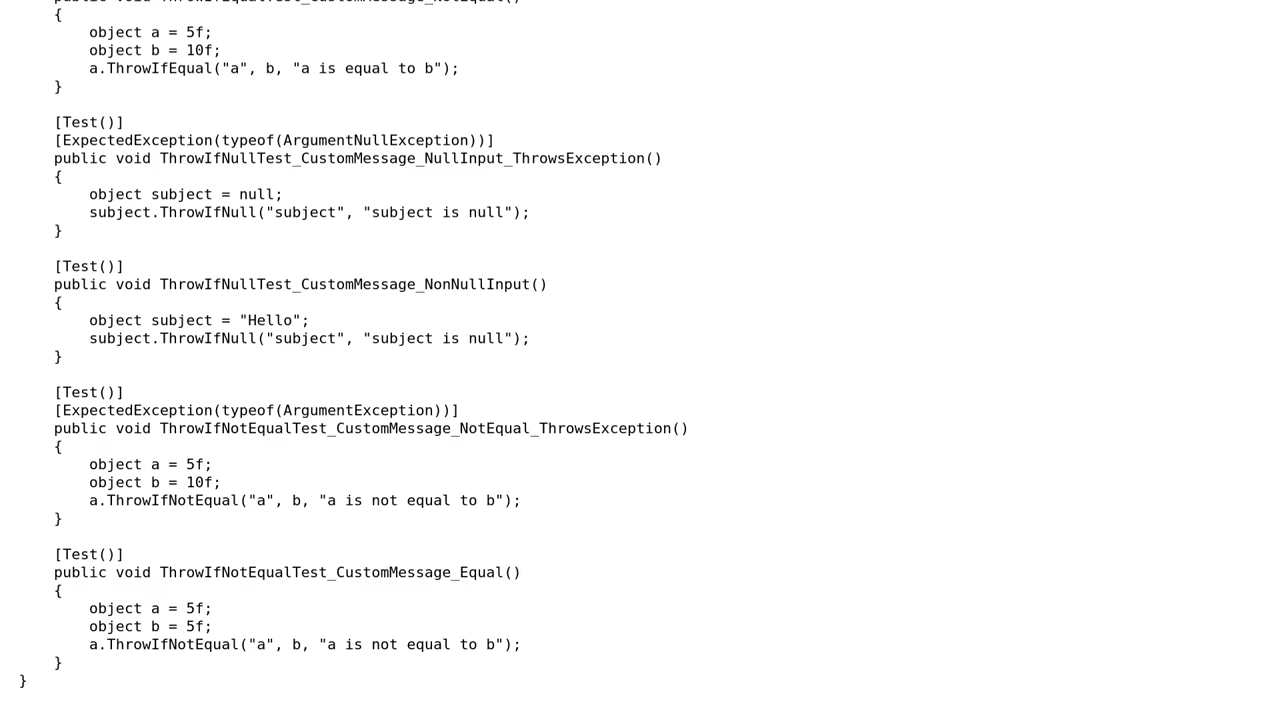 {
    object a = 5f;
    object b = 10f;
    a.ThrowIfEqual("a", b, "a is equal to b");
}

[Test()]
[ExpectedException(typeof(ArgumentNullException))]
public void ThrowIfNullTest_CustomMessage_NullInput_ThrowsException()
{
    object subject = null;
    subject.ThrowIfNull("subject", "subject is null");
}

[Test()]
public void ThrowIfNullTest_CustomMessage_NonNullInput()
{
    object subject = "Hello";
    subject.ThrowIfNull("subject", "subject is null");
}

[Test()]
[ExpectedException(typeof(ArgumentException))]
public void ThrowIfNotEqualTest_CustomMessage_NotEqual_ThrowsException()
{
    object a = 5f;
    object b = 10f;
    a.ThrowIfNotEqual("a", b, "a is not equal to b");
}

[Test()]
public void ThrowIfNotEqualTest_CustomMessage_Equal()
{
    object a = 5f;
    object b = 5f;
    a.ThrowIfNotEqual("a", b, "a is not equal to b");
}
}